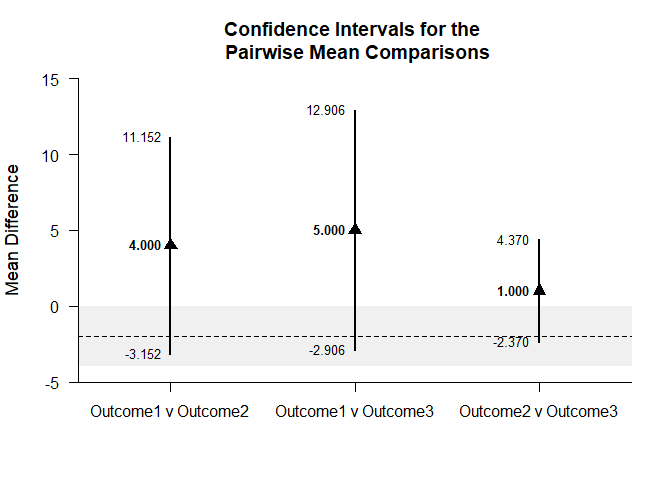 Confidence Intervals for the
Pairwise Mean Comparisons
Mean Difference
15
10
5
0
-5
11.152
4.000
-3.152
12.906
5.000
-2.906
4.370
1.000
-2.370
Outcome1 v Outcome2
Outcome1 v Outcome3
Outcome2 v Outcome3